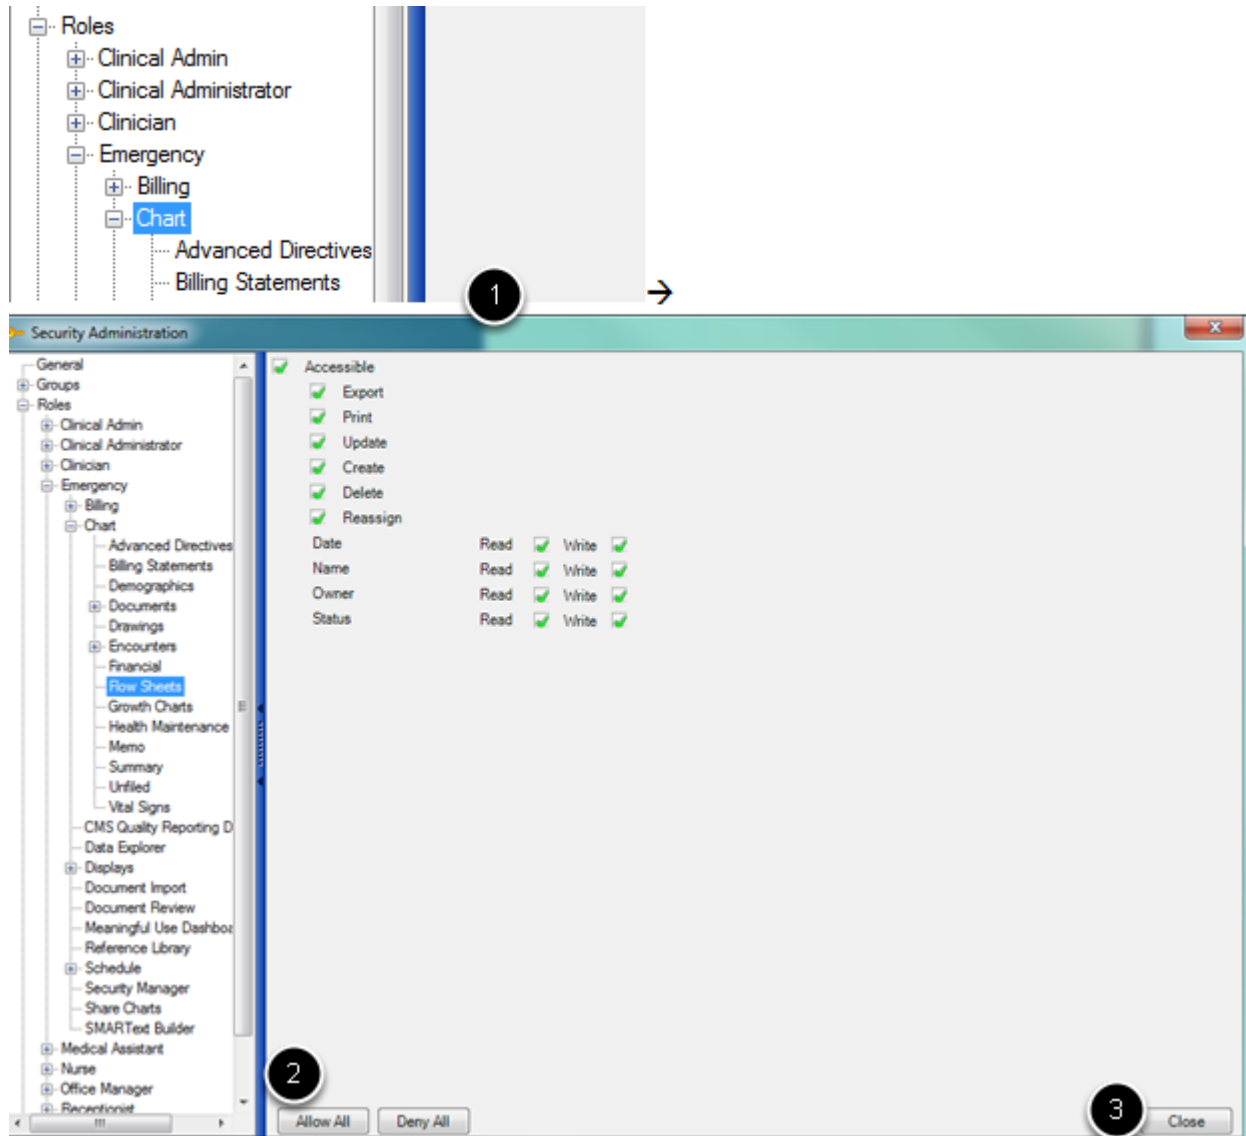 Roles
Clinical Admin
Clinical Administrator
Clinician
Emergency
Billing
Chart
Advanced Directives
Billing Statements
1
→
Security Administration
X
General
Groups
Roles
Clinical Admin
Clinical Administrator
Clinician
Emergency
Billing
Chart
Advanced Directives
Billing Statements
Demographics
Documents
Drawings
Encounters
Financial
Flow Sheets
Growth Charts
Health Maintenance
Memo
Summary
Unfiled
Vital Signs
CMS Quality Reporting D
Data Explorer
Displays
Document Import
Document Review
Meaningful Use Dashboa
Reference Library
Schedule
Security Manager
Share Charts
SMARText Builder
Medical Assistant
Nurse
Office Manager
Receptionist
Accessible
Export
Print
Update
Create
Delete
Reassign
Date Read Write
Name Read Write
Owner Read Write
Status Read Write
2
Allow All Deny All
3
Close